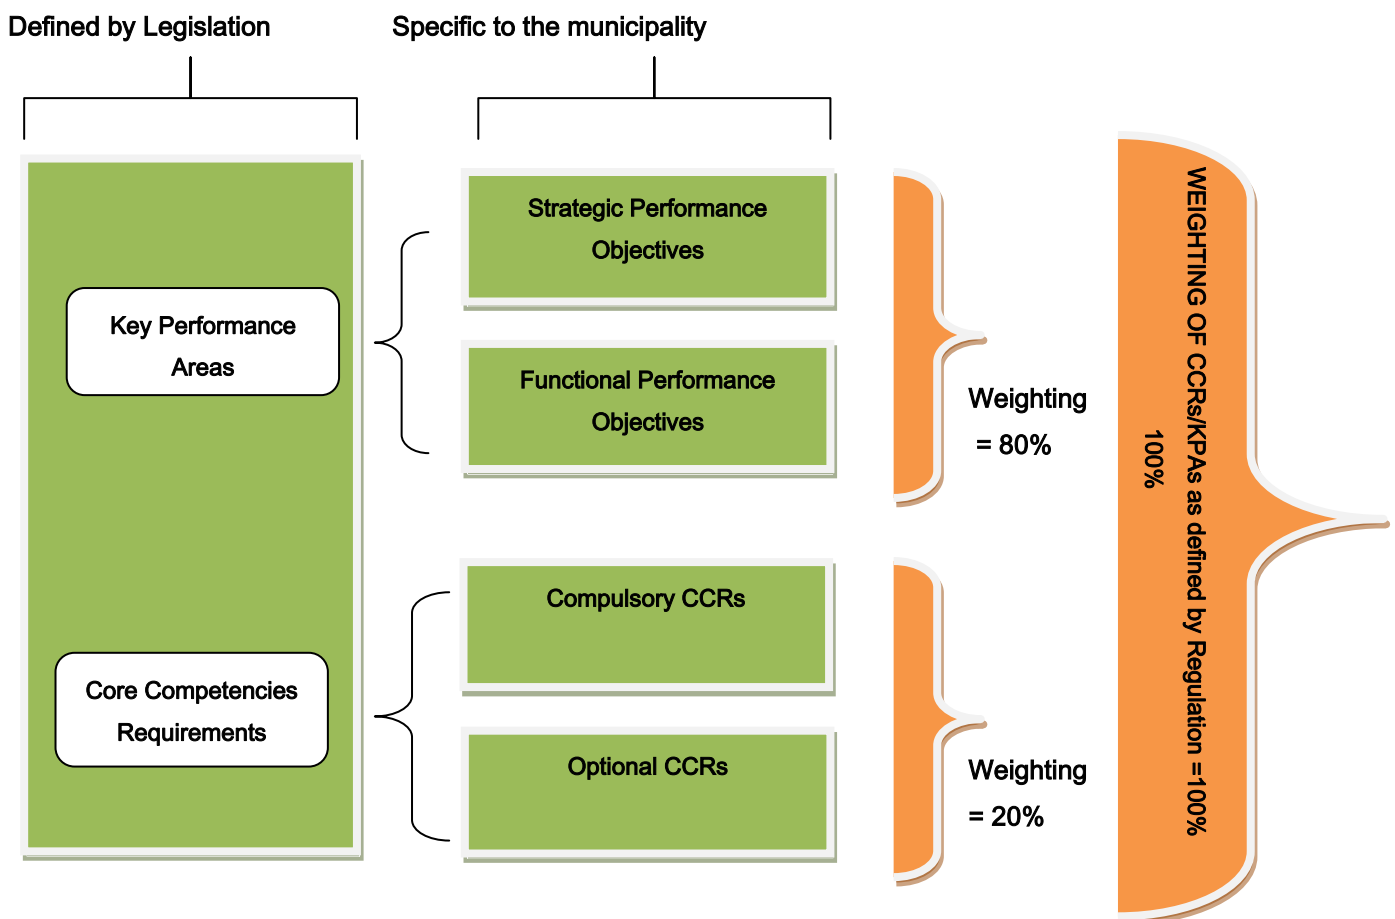 Defined by Legislation
Specific to the municipality
Key Performance
Areas
Strategic Performance
Objectives
Functional Performance
Objectives
Weighting
= 80%
Core Competencies
Requirements
Compulsory CCRs
Optional CCRs
Weighting
= 20%
WEIGHTING OF CCRs/KPAs as defined by Regulation =100%
100%